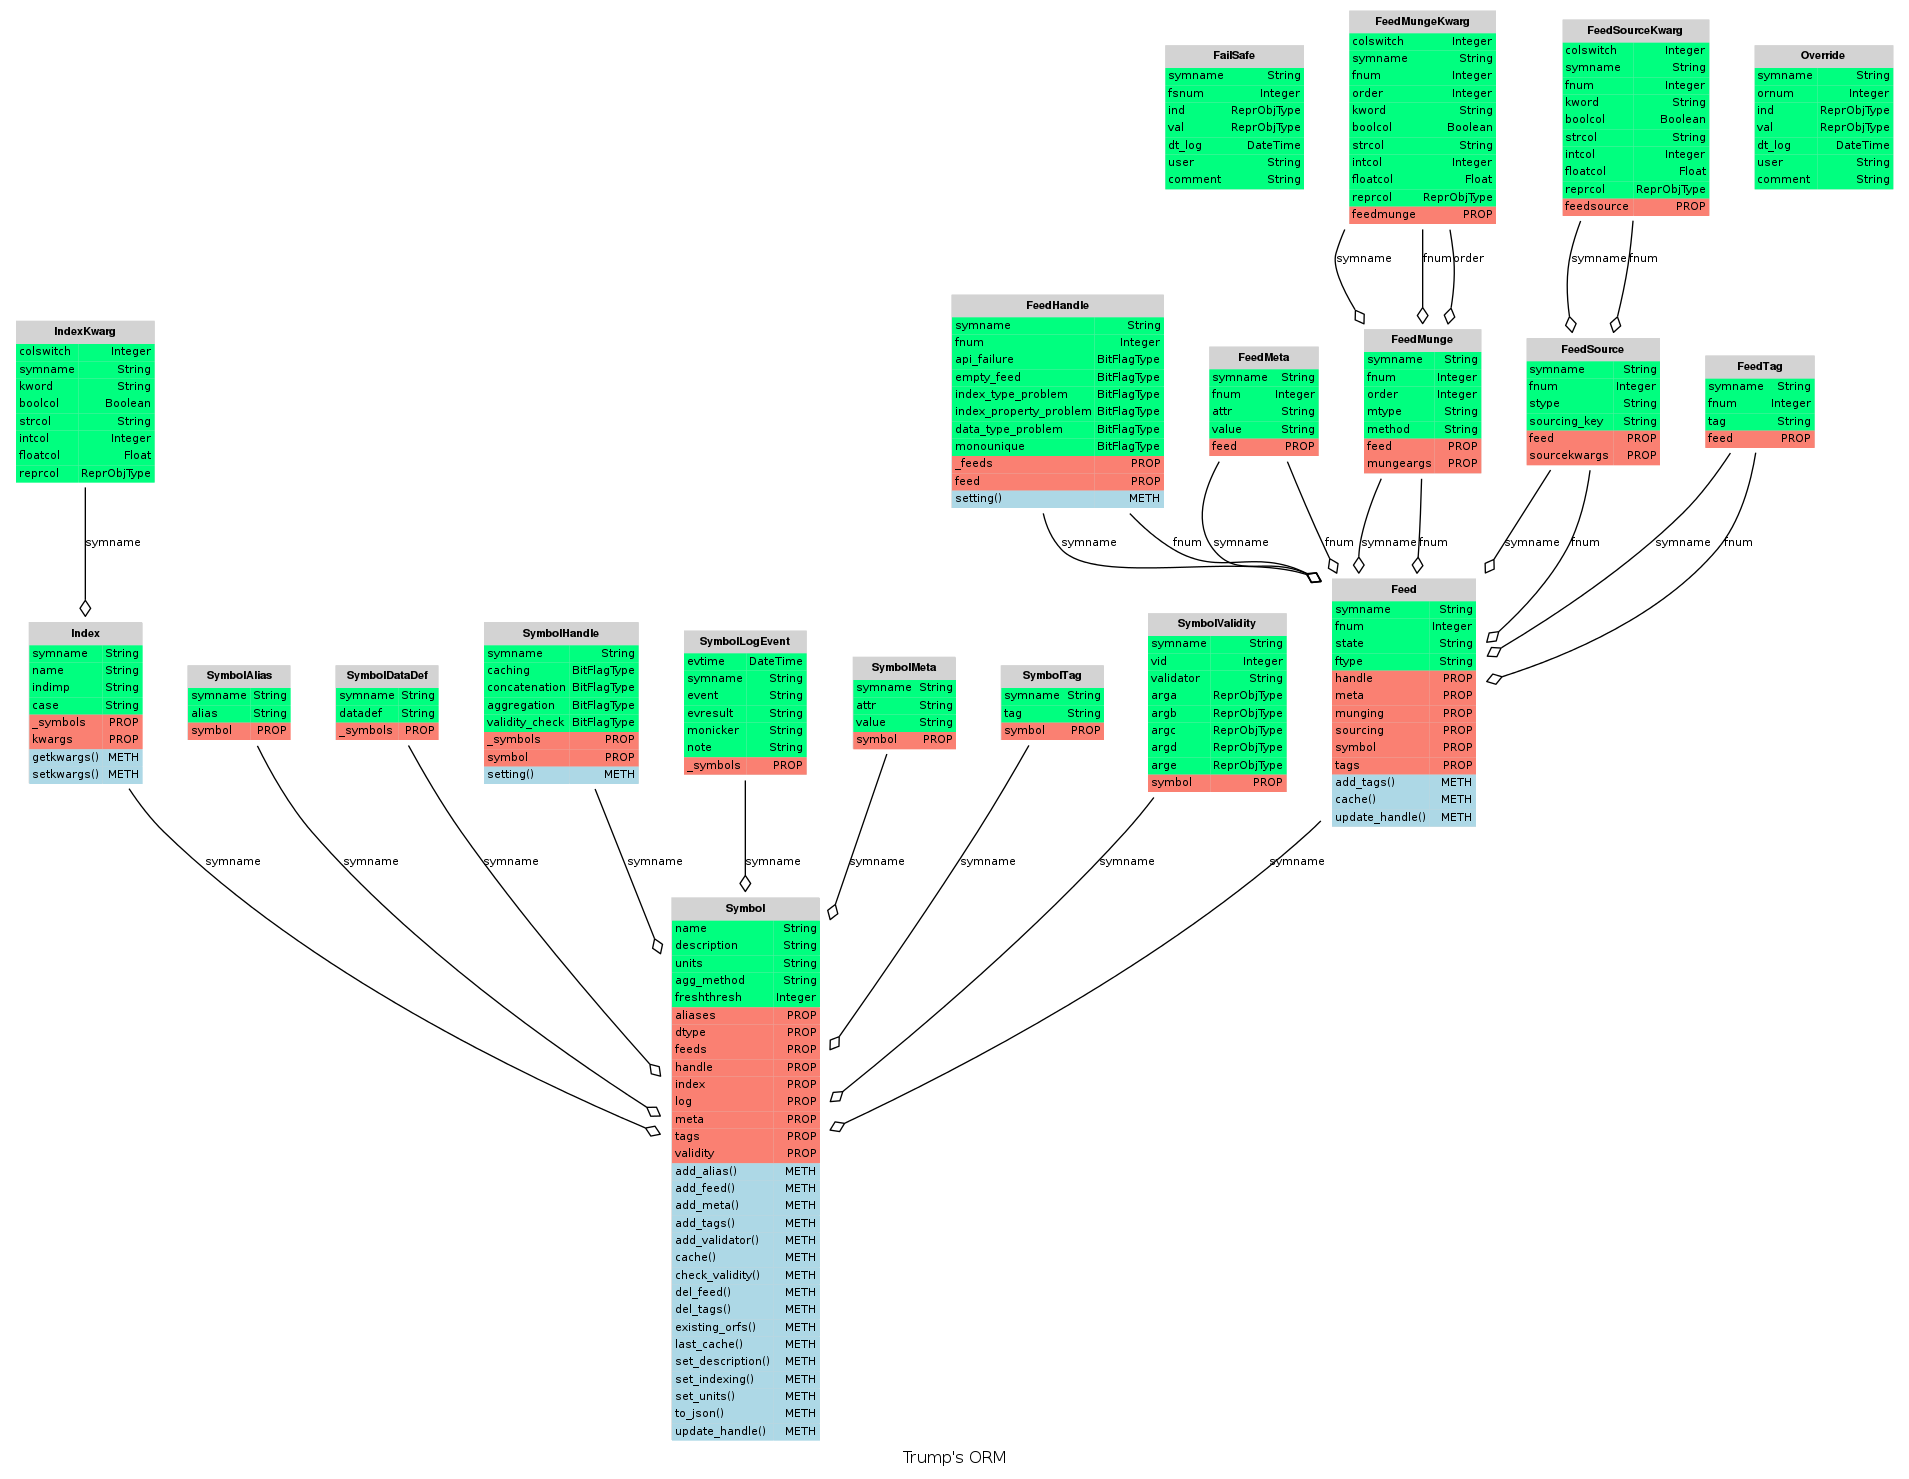 FeedMungeKwarg
colswitch Integer
symname String
fnum Integer
order Integer
kword String
boolcol Boolean
strcol String
intcol Integer
floatcol Float
reprcol ReprObjType
feedmunge PROP
FeedSourceKwarg
colswitch Integer
symname String
fnum Integer
kword String
boolcol Boolean
strcol String
intcol Integer
floatcol Float
reprcol ReprObjType
feedsource PROP
FailSafe
symname String
fsnum Integer
ind ReprObjType
val ReprObjType
dt_log DateTime
user String
comment String
Override
symname String
ornum Integer
ind ReprObjType
val ReprObjType
dt_log DateTime
user String
comment String
symname
fnum
order
symname
fnum
FeedHandle
symname String
fnum Integer
api_failure BitFlagType
empty_feed BitFlagType
index_type_problem BitFlagType
index_property_problem BitFlagType
data_type_problem BitFlagType
monounique BitFlagType
_feeds PROP
feed PROP
setting() METH
IndexKwarg
colswitch Integer
symname String
kword String
boolcol Boolean
strcol String
intcol Integer
floatcol Float
reprcol ReprObjType
FeedMeta
symname String
fnum Integer
attr String
value String
feed PROP
FeedMunge
symname String
fnum Integer
order Integer
mtype String
method String
feed PROP
mungeargs PROP
FeedSource
symname String
fnum Integer
stype String
sourcing_key String
feed PROP
sourcekwargs PROP
FeedTag
symname String
fnum Integer
tag String
feed PROP
symname
symname
fnum
symname
fnum
symname
fnum
symname
fnum
symname
fnum
Index
symname String
name String
indimp String
case String
_symbols PROP
kwargs PROP
getkwargs() METH
setkwargs() METH
SymbolAlias
symname String
alias String
symbol PROP
SymbolDataDef
symname String
datadef String
_symbols PROP
SymbolHandle
symname String
caching BitFlagType
concatenation BitFlagType
aggregation BitFlagType
validity_check BitFlagType
_symbols PROP
symbol PROP
setting() METH
SymbolLogEvent
evtime DateTime
symname String
event String
evresult String
monicker String
note String
_symbols PROP
SymbolMeta
symname String
attr String
value String
symbol PROP
SymbolTag
symname String
tag String
symbol PROP
SymbolValidity
symname String
vid Integer
validator String
arga ReprObjType
argb ReprObjType
argc ReprObjType
argd ReprObjType
arge ReprObjType
symbol PROP
Feed
symname String
fnum Integer
state String
ftype String
handle PROP
meta PROP
munging PROP
sourcing PROP
symbol PROP
tags PROP
add_tags() METH
cache() METH
update_handle() METH
symname
symname
symname
symname
symname
symname
symname
symname
symname
Symbol
name String
description String
units String
agg_method String
freshthresh Integer
aliases PROP
dtype PROP
feeds PROP
handle PROP
index PROP
log PROP
meta PROP
tags PROP
validity PROP
add_alias() METH
add_feed() METH
add_meta() METH
add_tags() METH
add_validator() METH
cache() METH
check_validity() METH
del_feed() METH
del_tags() METH
existing_orfs() METH
last_cache() METH
set_description() METH
set_indexing() METH
set_units() METH
to_json() METH
update_handle() METH
Trump's ORM